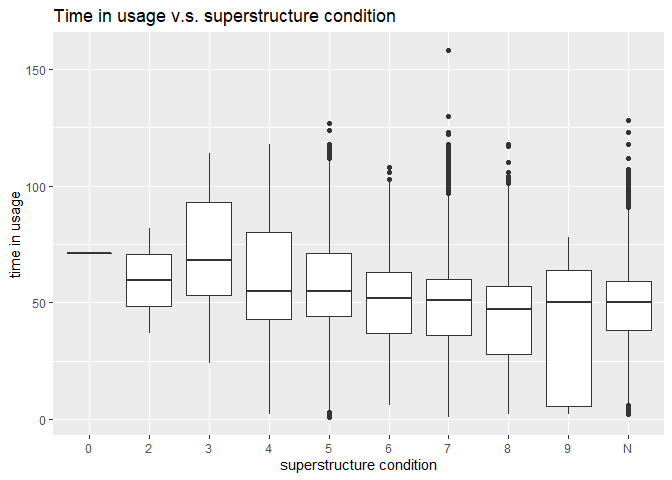 Time in usage v.s. superstructure condition
time in usage
150
100
50
0
0 2 3 4 5 6 7 8 9 N
superstructure condition